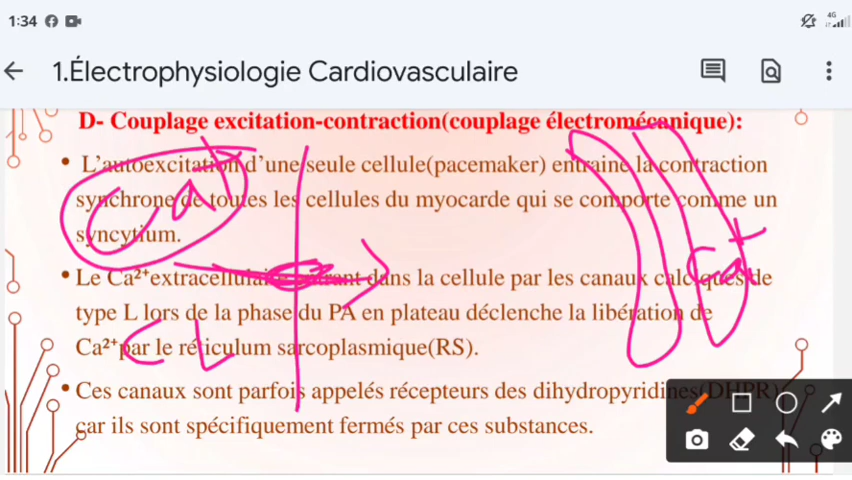 1:34
4G
1.Électrophysiologie Cardiovasculaire
D- Couplage excitation-contraction(couplage électromécanique):
• L'autoexcitation d'une seule cellule(pacemaker) entraine la contraction
synchrone de toutes les cellules du myocarde qui se comporte comme un
syncytium.
• Le Ca²⁺extracellulaire entrant dans la cellule par les canaux calciques de
type L lors de la phase du PA en plateau déclenche la libération de
Ca²⁺par le réticulum sarcoplasmique(RS).
• Ces canaux sont parfois appelés récepteurs des dihydropyridines(DHPR)
car ils sont spécifiquement fermés par ces substances.
Ca+
Ca+
CL